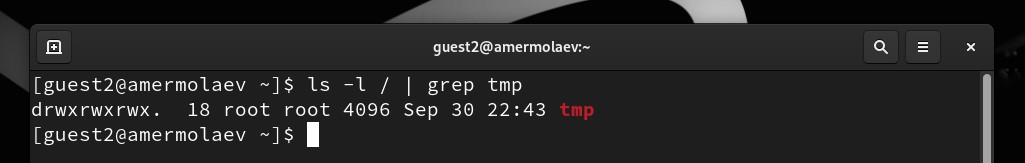 guest2@amermolaev:~
[guest2@amermolaev ~]$ ls -l / | grep tmp
drwxrwxrwx.  18 root root 4096 Sep 30 22:43 tmp
[guest2@amermolaev ~]$